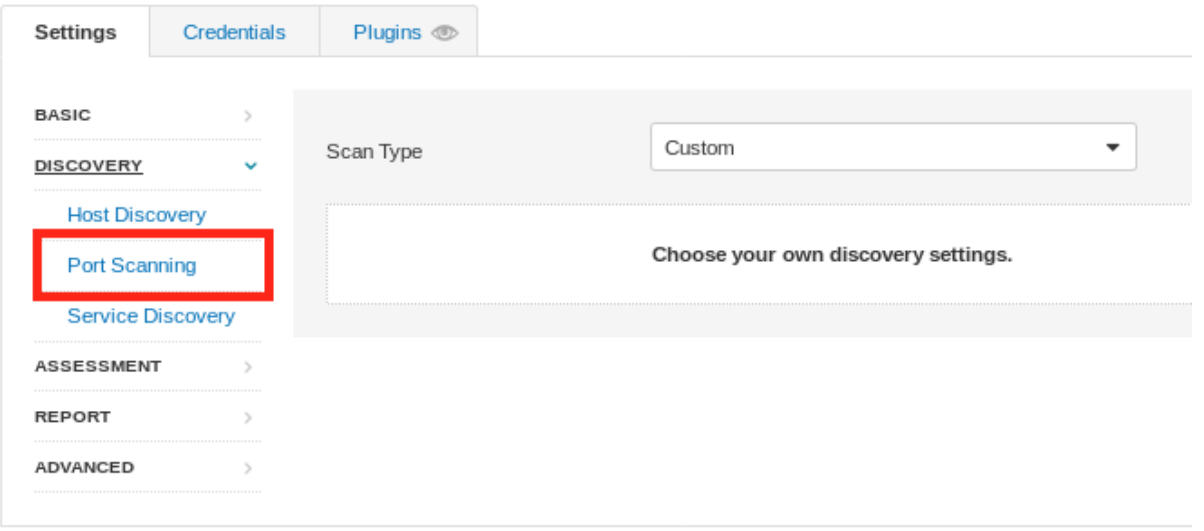 Settings Credentials Plugins
BASIC
DISCOVERY
Host Discovery
Port Scanning
Service Discovery
ASSESSMENT
REPORT
ADVANCED
Scan Type Custom
Choose your own discovery settings.